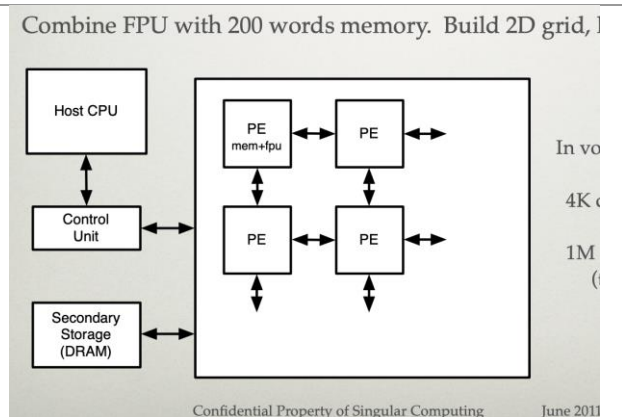 Combine FPU with 200 words memory. Build 2D grid,
Host CPU
PE
mem+fpu
PE
In vo
Control
Unit
4K
PE
PE
1M
Secondary
Storage
(DRAM)
Confidential Property of Singular Computing
June 2011